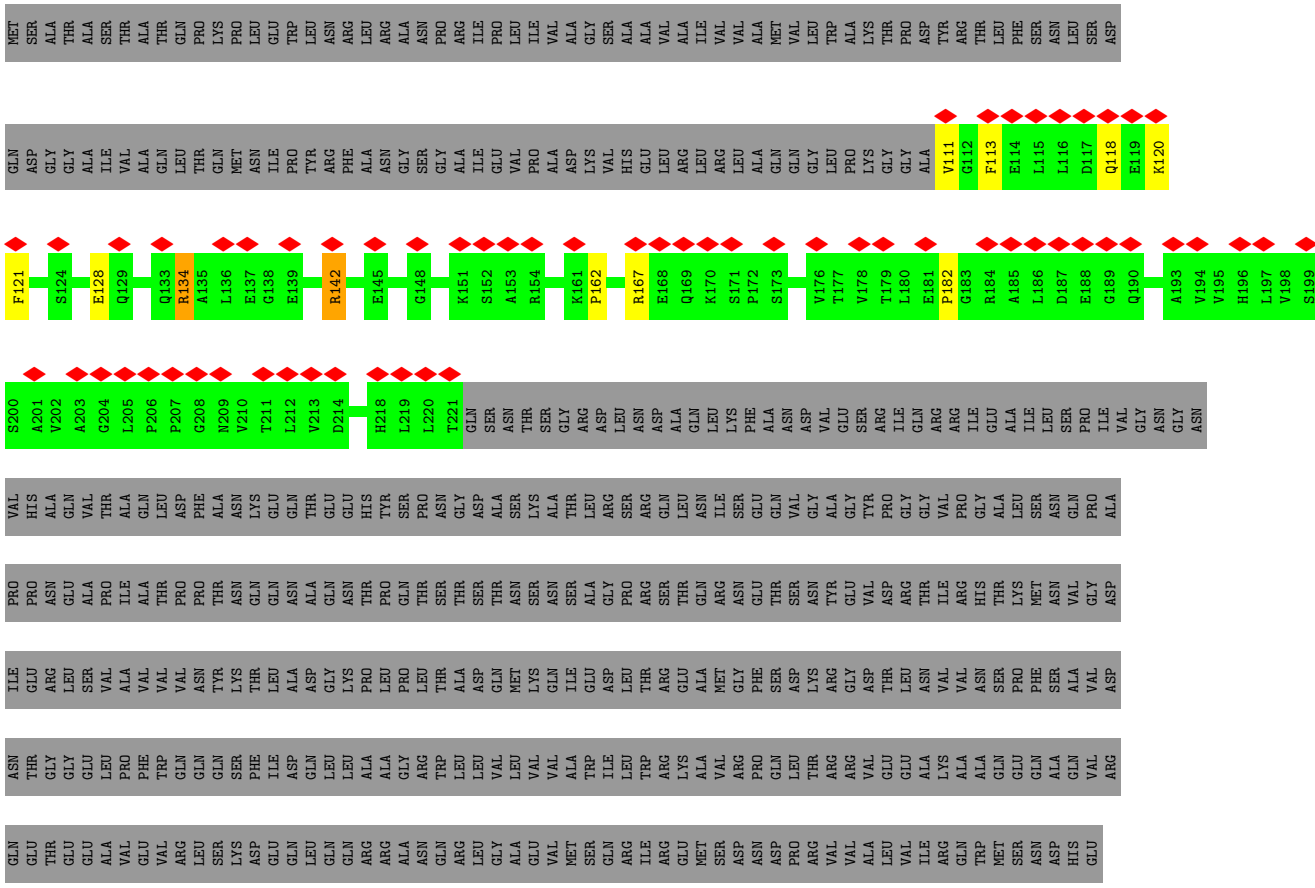 MET SER ALA THR ALA SER THR ALA THR GLN PRO LYS PRO LEU GLU TRP LEU ASN ARG LEU ARG ALA ASN PRO ARG ILE PRO LEU ILE VAL ALA GLY SER ALA ALA VAL ALA ILE VAL VAL ALA MET VAL LEU TRP ALA LYS THR PRO ASP TYR ARG THR LEU PHE SER ASN LEU SER ASP
GLN ASP GLY GLY ALA ILE VAL ALA GLN LEU THR GLN MET ASN ILE PRO TYR ARG PHE ALA ASN GLY SER GLY ALA ILE GLU VAL PRO ALA ASP LYS VAL HIS GLU LEU ARG LEU ARG LEU ALA GLN GLN GLY LEU PRO LYS GLY GLY ALA V111 G112 F113 E114 L115 L116 D117 Q118 E119 K120
F121 S124 E128 Q129 Q133 R134 A135 L136 E137 G138 E139 R142 E145 G148 K151 S152 A153 R154 K161 P162 R167 E168 Q169 K170 S171 P172 S173 V176 T177 V178 T179 L180 E181 P182 G183 R184 A185 L186 D187 E188 G189 Q190 A193 V194 V195 H196 L197 V198 S199
S200 A201 V202 A203 G204 L205 P206 P207 G208 N209 V210 T211 L212 V213 D214 H218 L219 L220 T221 GLN SER ASN THR SER GLY ARG ASP LEU ASN ASP ALA GLN LEU LYS PHE ALA ASN ASP VAL GLU SER ARG ILE GLN ARG ARG ILE GLU ALA ILE LEU SER PRO ILE VAL GLY ASN GLY ASN
VAL HIS ALA GLN VAL THR ALA GLN LEU ASP PHE ALA ASN LYS GLU GLN THR GLU GLU HIS TYR SER PRO ASN GLY ASP ALA SER LYS ALA THR LEU ARG SER ARG GLN LEU ASN ILE SER GLU GLN VAL GLY ALA GLY TYR PRO GLY GLY VAL PRO GLY ALA LEU SER ASN GLN PRO ALA
PRO PRO ASN GLU ALA PRO ILE ALA THR PRO PRO THR ASN GLN GLN ASN ALA GLN ASN THR PRO GLN THR SER THR SER THR ASN SER ASN SER ALA GLY PRO ARG SER THR GLN ARG ASN GLU THR SER ASN TYR GLU VAL ASP ARG THR ILE ARG HIS THR LYS MET ASN VAL GLY ASP
ILE GLU ARG LEU SER VAL ALA VAL VAL VAL ASN TYR LYS THR LEU ALA ASP GLY LYS PRO LEU PRO LEU THR ALA ASP GLN MET LYS GLN ILE GLU ASP LEU THR ARG GLU ALA MET GLY PHE SER ASP LYS ARG GLY ASP THR LEU ASN VAL VAL ASN SER PRO PHE SER ALA VAL ASP
ASN THR GLY GLY GLU LEU PRO PHE TRP GLN GLN GLN SER PHE ILE ASP GLN LEU LEU ALA ALA GLY ARG TRP LEU LEU VAL LEU VAL VAL ALA TRP ILE LEU TRP ARG LYS ALA VAL ARG PRO GLN LEU THR ARG ARG VAL GLU GLU ALA LYS ALA ALA GLN GLU GLN ALA GLN VAL ARG
GLN GLU THR GLU GLU ALA VAL GLU VAL ARG LEU SER LYS ASP GLU GLN LEU GLN GLN ARG ARG ALA ASN GLN ARG LEU GLY ALA GLU VAL MET SER GLN ARG ILE ARG GLU MET SER ASP ASN ASP PRO ARG VAL VAL ALA LEU VAL ILE ARG GLN TRP MET SER ASN ASP HIS GLU